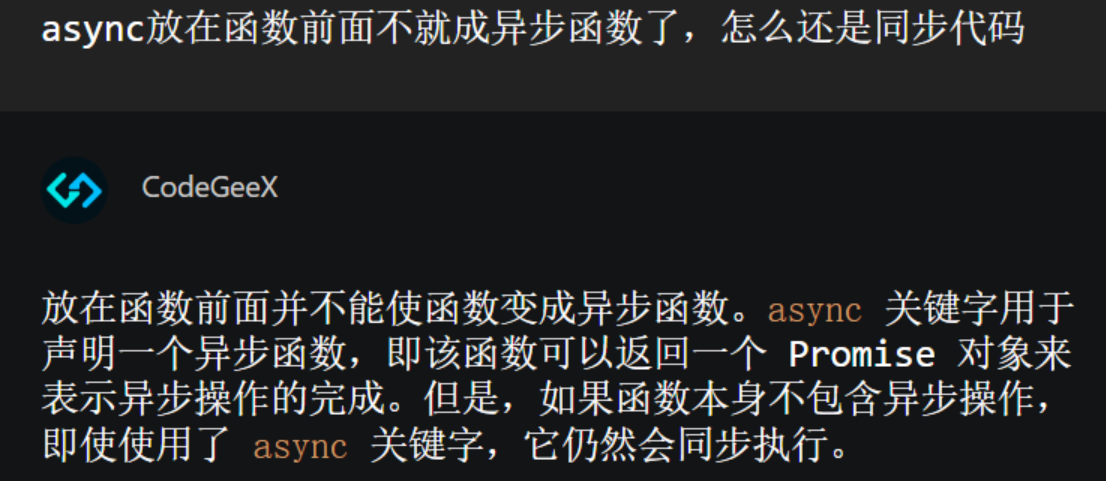 async放在函数前面不就成异步函数了，怎么还是同步代码
CodeGeeX
放在函数前面并不能使函数变成异步函数。async 关键字用于
声明一个异步函数，即该函数可以返回一个 Promise 对象来
表示异步操作的完成。但是，如果函数本身不包含异步操作，
即使使用了 async 关键字，它仍然会同步执行。